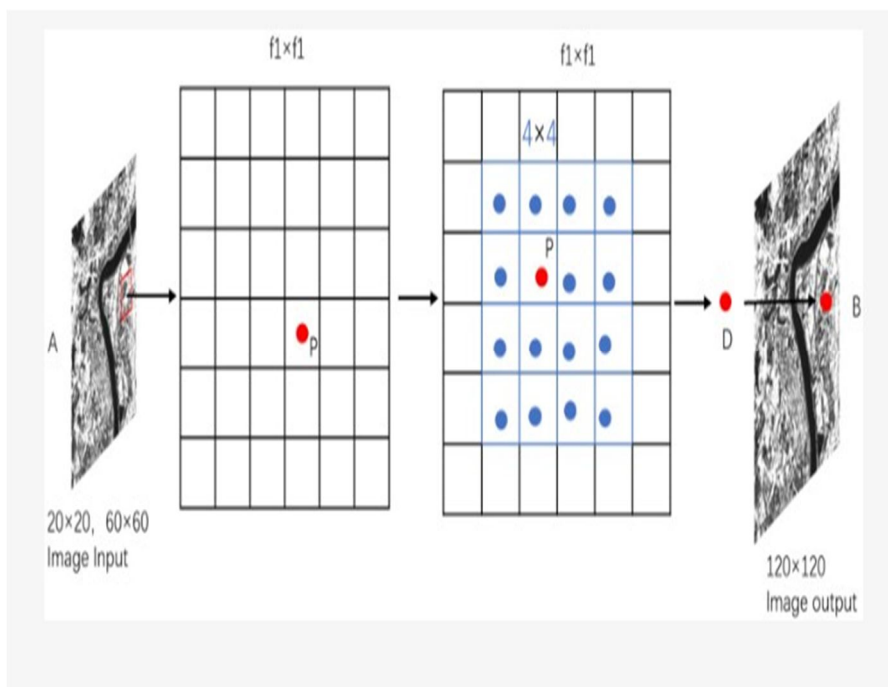 f1×f1
f1×f1
4×4
P
P
A
D
B
20×20, 60×60
Image Input
120×120
Image output